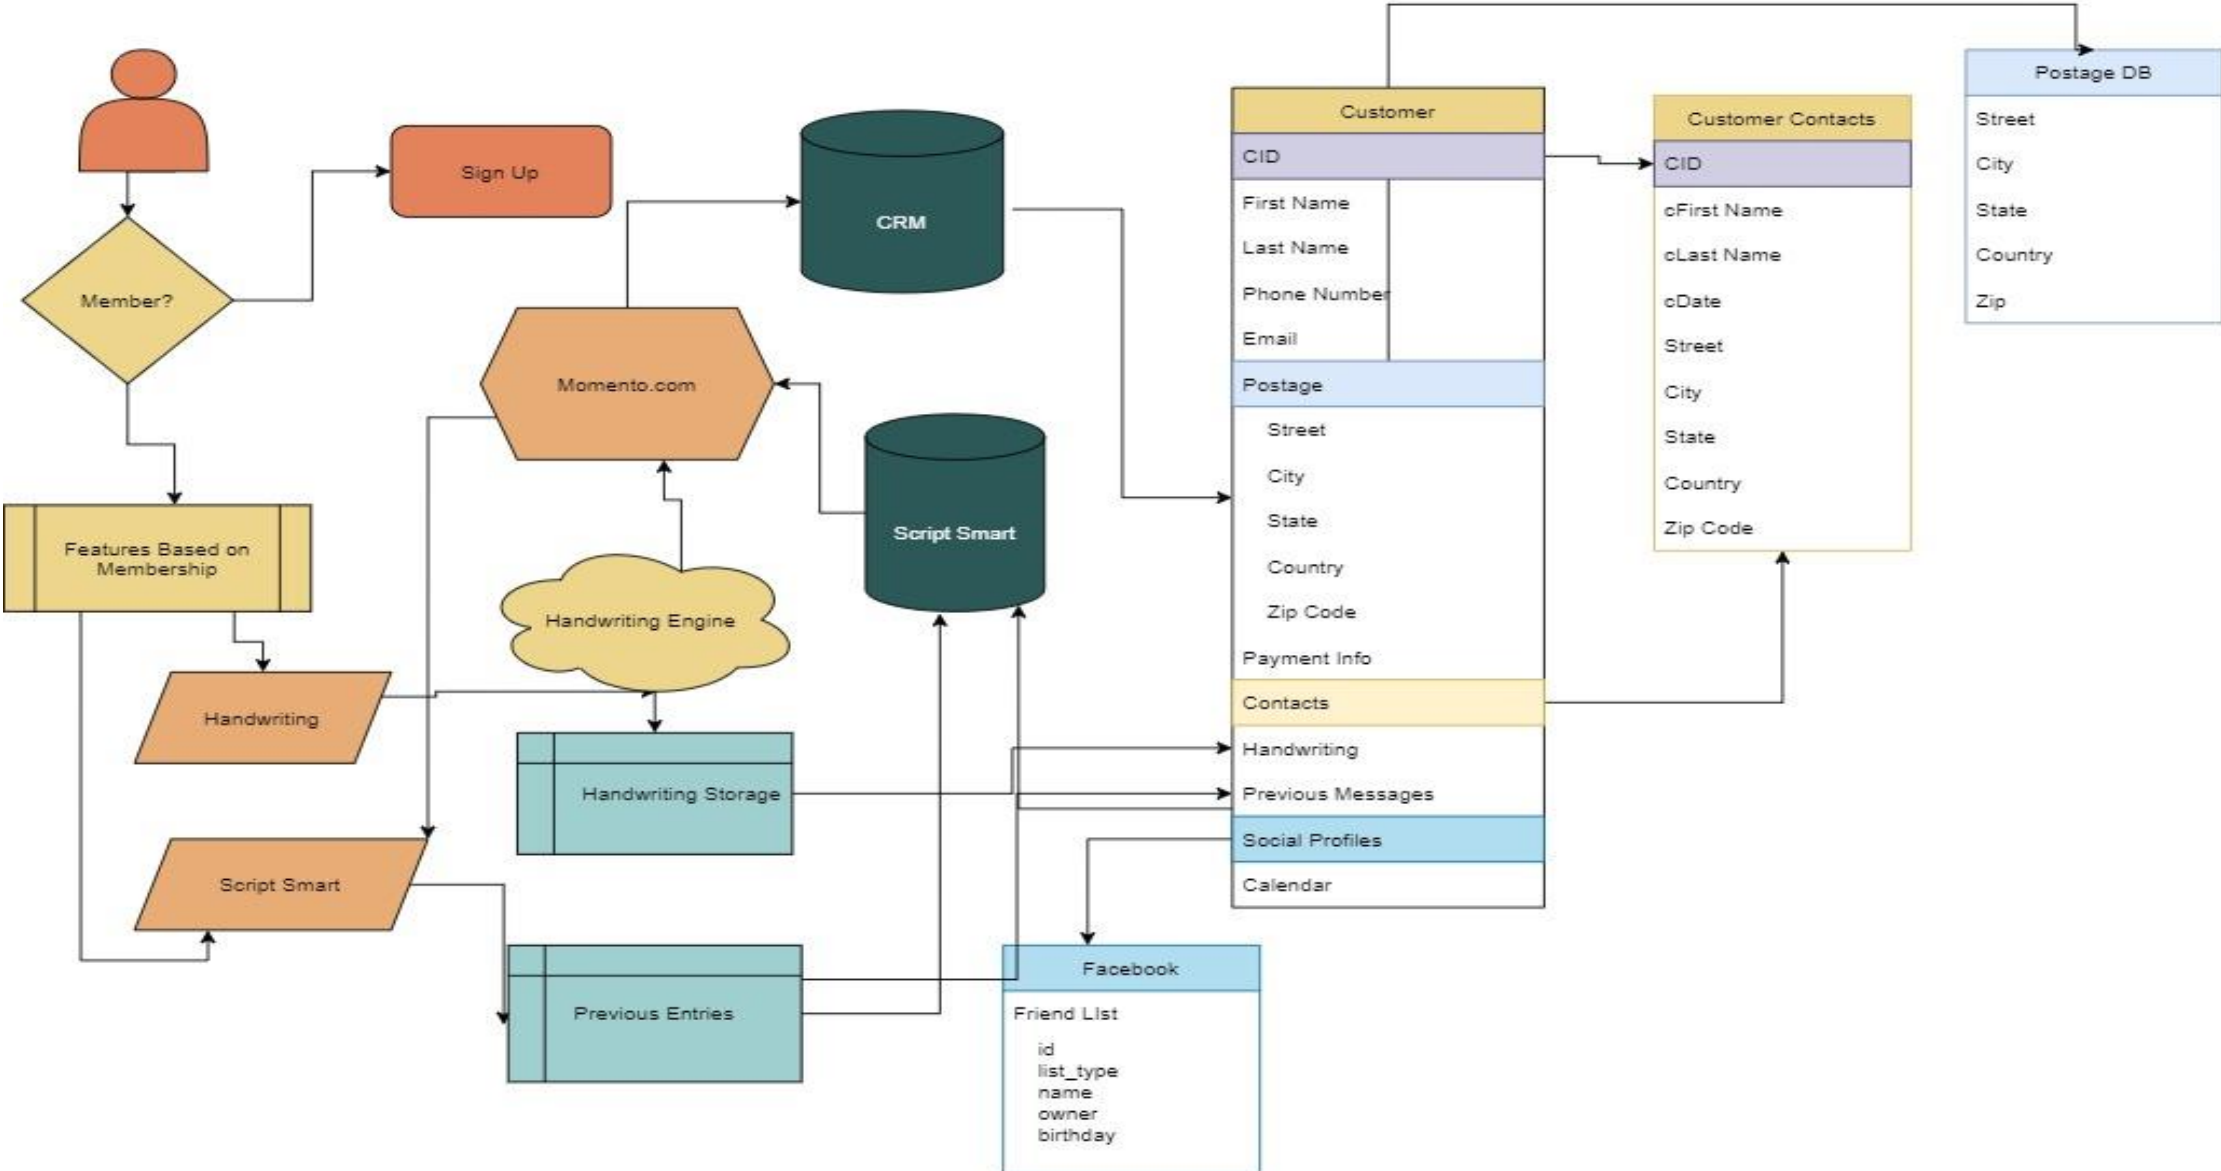 Member?
Sign Up
Features Based on
Membership
Handwriting
Script Smart
Momento.com
CRM
Script Smart
Handwriting Engine
Handwriting Storage
Previous Entries
Customer
CID
First Name
Last Name
Phone Number
Email
Postage
Street
City
State
Country
Zip Code
Payment Info
Contacts
Handwriting
Previous Messages
Social Profiles
Calendar
Facebook
Friend LIst
id
list_type
name
owner
birthday
Customer Contacts
CID
cFirst Name
cLast Name
cDate
Street
City
State
Country
Zip Code
Postage DB
Street
City
State
Country
Zip